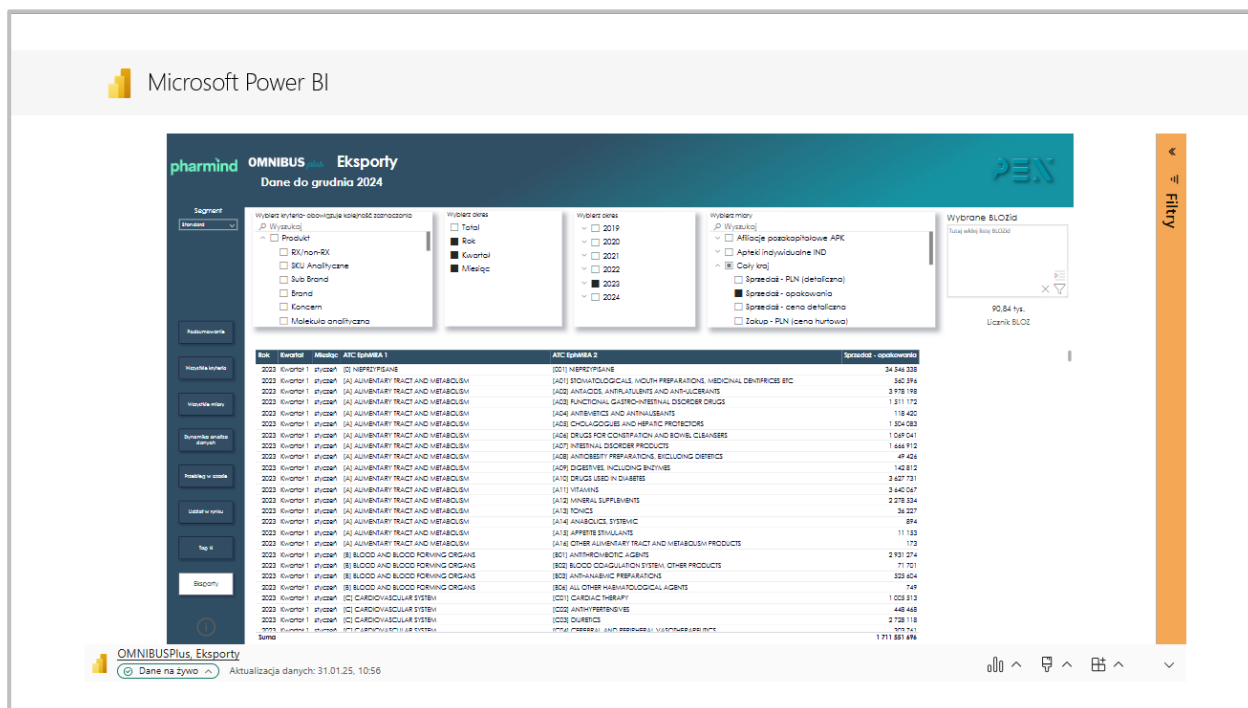 Microsoft Power BI
pharmind OMNIBUS plus Eksporty
Dane do grudnia 2024
PEX
« Filtry
Segment
Standard
Wybierz kryteria- obowiązuje kolejność zaznaczania
Wyszukaj
Produkt
RX/non-RX
SKU Analityczne
Sub Brand
Brand
Koncern
Molekuła analityczna
Wybierz okres
Total
Rok
Kwartał
Miesiąc
Wybierz okres
2019
2020
2021
2022
2023
2024
Wybierz miary
Wyszukaj
Afiliacje pozakapitałowe APK
Apteki indywidualne IND
Cały kraj
Sprzedaż - PLN (detaliczna)
Sprzedaż - opakowania
Sprzedaż - cena detaliczna
Zakup - PLN (cena hurtowa)
Wybrane BLOZid
Tutaj wklej listę BLOZid
90,84 tys.
Licznik BLOZ
Podsumowanie
Wszystkie kryteria
Wszystkie miary
Dynamika analiza danych
Przebieg w czasie
Udział w rynku
Top X
Eksporty
Rok Kwartał Miesiąc ATC EphMRA 1 ATC EphMRA 2 Sprzedaż - opakowania
2023 Kwartał 1 styczeń [0] NIEPRZYPISANE [001] NIEPRZYPISANE 34 546 338
2023 Kwartał 1 styczeń [A] ALIMENTARY TRACT AND METABOLISM [A01] STOMATOLOGICALS, MOUTH PREPARATIONS, MEDICINAL DENTIFRICES ETC 560 596
2023 Kwartał 1 styczeń [A] ALIMENTARY TRACT AND METABOLISM [A02] ANTACIDS, ANTIFLATULENTS AND ANTI-ULCERANTS 3 978 198
2023 Kwartał 1 styczeń [A] ALIMENTARY TRACT AND METABOLISM [A03] FUNCTIONAL GASTRO-INTESTINAL DISORDER DRUGS 1 511 172
2023 Kwartał 1 styczeń [A] ALIMENTARY TRACT AND METABOLISM [A04] ANTIEMETICS AND ANTINAUSEANTS 118 420
2023 Kwartał 1 styczeń [A] ALIMENTARY TRACT AND METABOLISM [A05] CHOLAGOGUES AND HEPATIC PROTECTORS 1 504 083
2023 Kwartał 1 styczeń [A] ALIMENTARY TRACT AND METABOLISM [A06] DRUGS FOR CONSTIPATION AND BOWEL CLEANSERS 1 069 041
2023 Kwartał 1 styczeń [A] ALIMENTARY TRACT AND METABOLISM [A07] INTESTINAL DISORDER PRODUCTS 1 666 912
2023 Kwartał 1 styczeń [A] ALIMENTARY TRACT AND METABOLISM [A08] ANTIOBESITY PREPARATIONS, EXCLUDING DIETETICS 49 426
2023 Kwartał 1 styczeń [A] ALIMENTARY TRACT AND METABOLISM [A09] DIGESTIVES, INCLUDING ENZYMES 142 812
2023 Kwartał 1 styczeń [A] ALIMENTARY TRACT AND METABOLISM [A10] DRUGS USED IN DIABETES 3 627 731
2023 Kwartał 1 styczeń [A] ALIMENTARY TRACT AND METABOLISM [A11] VITAMINS 3 640 067
2023 Kwartał 1 styczeń [A] ALIMENTARY TRACT AND METABOLISM [A12] MINERAL SUPPLEMENTS 2 278 534
2023 Kwartał 1 styczeń [A] ALIMENTARY TRACT AND METABOLISM [A13] TONICS 36 227
2023 Kwartał 1 styczeń [A] ALIMENTARY TRACT AND METABOLISM [A14] ANABOLICS, SYSTEMIC 894
2023 Kwartał 1 styczeń [A] ALIMENTARY TRACT AND METABOLISM [A15] APPETITE STIMULANTS 11 153
2023 Kwartał 1 styczeń [A] ALIMENTARY TRACT AND METABOLISM [A16] OTHER ALIMENTARY TRACT AND METABOLISM PRODUCTS 173
2023 Kwartał 1 styczeń [B] BLOOD AND BLOOD FORMING ORGANS [B01] ANTITHROMBOTIC AGENTS 2 931 274
2023 Kwartał 1 styczeń [B] BLOOD AND BLOOD FORMING ORGANS [B02] BLOOD COAGULATION SYSTEM, OTHER PRODUCTS 71 701
2023 Kwartał 1 styczeń [B] BLOOD AND BLOOD FORMING ORGANS [B03] ANTI-ANAEMIC PREPARATIONS 525 604
2023 Kwartał 1 styczeń [B] BLOOD AND BLOOD FORMING ORGANS [B06] ALL OTHER HAEMATOLOGICAL AGENTS 749
2023 Kwartał 1 styczeń [C] CARDIOVASCULAR SYSTEM [C01] CARDIAC THERAPY 1 005 513
2023 Kwartał 1 styczeń [C] CARDIOVASCULAR SYSTEM [C02] ANTIHYPERTENSIVES 448 468
2023 Kwartał 1 styczeń [C] CARDIOVASCULAR SYSTEM [C03] DIURETICS 2 728 118
2023 Kwartał 1 styczeń [C] CARDIOVASCULAR SYSTEM [C04] CEREBRAL AND PERIPHERAL VASOTHERAPEUTICS 303 761
Suma 1 711 551 696
OMNIBUSPlus, Eksporty
Dane na żywo Aktualizacja danych: 31.01.25, 10:56